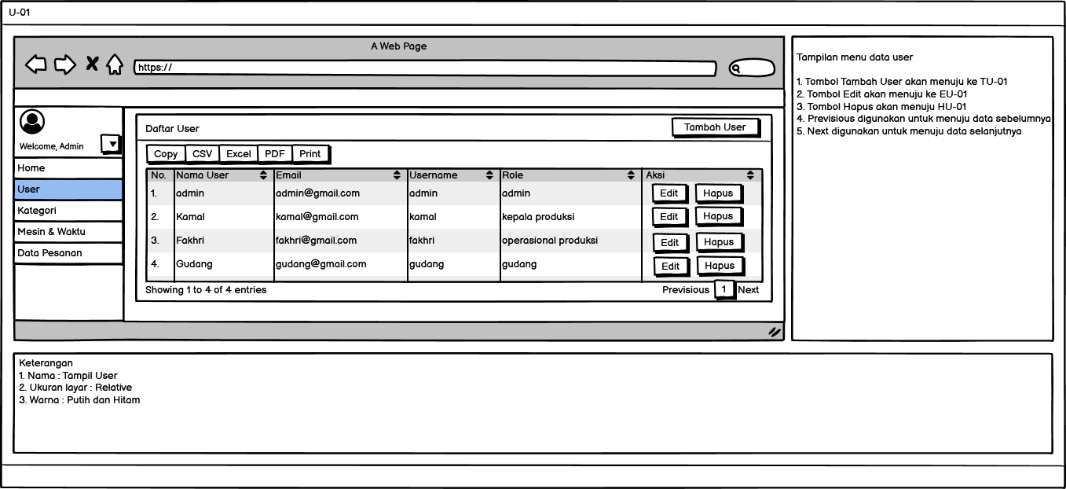 U-01
A Web Page
https://
Welcome, Admin
Home
User
Kategori
Mesin & Waktu
Data Pesanan
Daftar User
Tambah User
Copy CSV Excel PDF Print
No. Nama User Email Username Role Aksi
1. admin admin@gmail.com admin admin Edit Hapus
2. Kamal kamal@gmail.com kamal kepala produksi Edit Hapus
3. Fakhri fakhri@gmail.com fakhri operasional produksi Edit Hapus
4. Gudang gudang@gmail.com gudang gudang Edit Hapus
Showing 1 to 4 of 4 entries
Previsious 1 Next
Tampilan menu data user
1. Tombol Tambah User akan menuju ke TU-01
2. Tombol Edit akan menuju ke EU-01
3. Tombol Hapus akan menuju HU-01
4. Previsious digunakan untuk menuju data sebelumnya
5. Next digunakan untuk menuju data selanjutnya
Keterangan
1. Nama : Tampil User
2. Ukuran layar : Relative
3. Warna : Putih dan Hitam